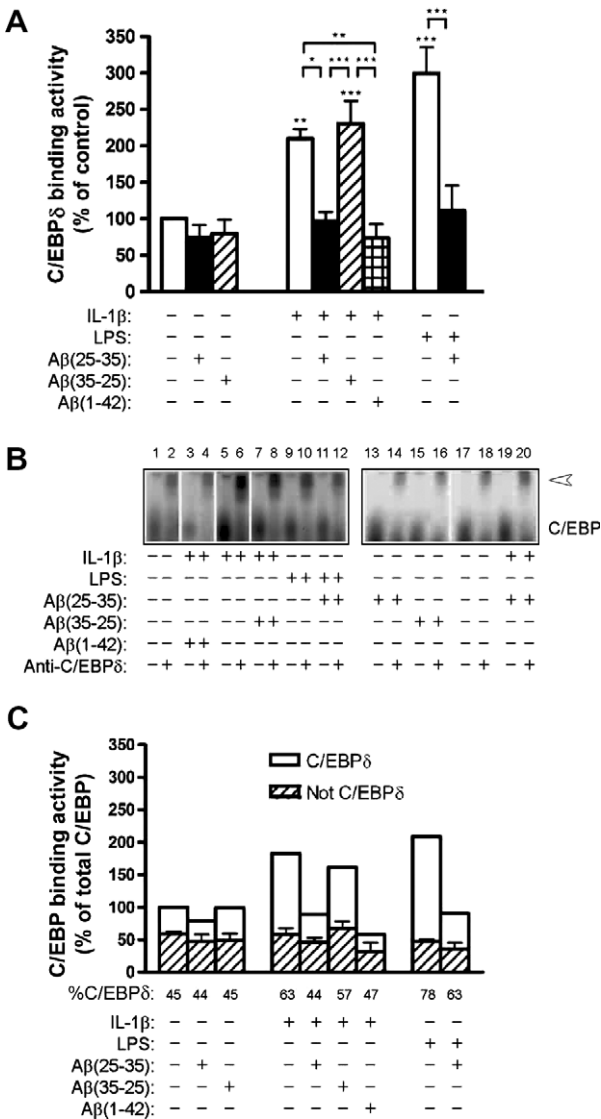 A
C/EBPδ binding activity
(% of control)
350
300
250
200
150
100
50
0
**
* *** ***
** ***
*** ***
IL-1β: − − − + + + + − −
LPS: − − − − − − − + +
Aβ(25-35): − + − − + − − − +
Aβ(35-25): − − + − − + − − −
Aβ(1-42): − − − − − − + − −
B
1 2 3 4 5 6 7 8 9 10 11 12 13 14 15 16 17 18 19 20
C/EBP
IL-1β: − − + + + + + + − − − − − − − − − − + +
LPS: − − − − − − − − + + + + − − − − − − − −
Aβ(25-35): − − − − − − − − − − + + + + − − − − + +
Aβ(35-25): − − − − − − + + − − − − − − + + − − − −
Aβ(1-42): − − + + − − − − − − − − − − − − − − − −
Anti-C/EBPδ: − + − + − + − + − + − + − + − + − + − +
C
C/EBP binding activity
(% of total C/EBP)
350
300
250
200
150
100
50
0
C/EBPδ
Not C/EBPδ
%C/EBPδ: 45 44 45 63 44 57 47 78 63
IL-1β: − − − + + + + − −
LPS: − − − − − − − + +
Aβ(25-35): − + − − + − − − +
Aβ(35-25): − − + − − + − − −
Aβ(1-42): − − − − − − + − −